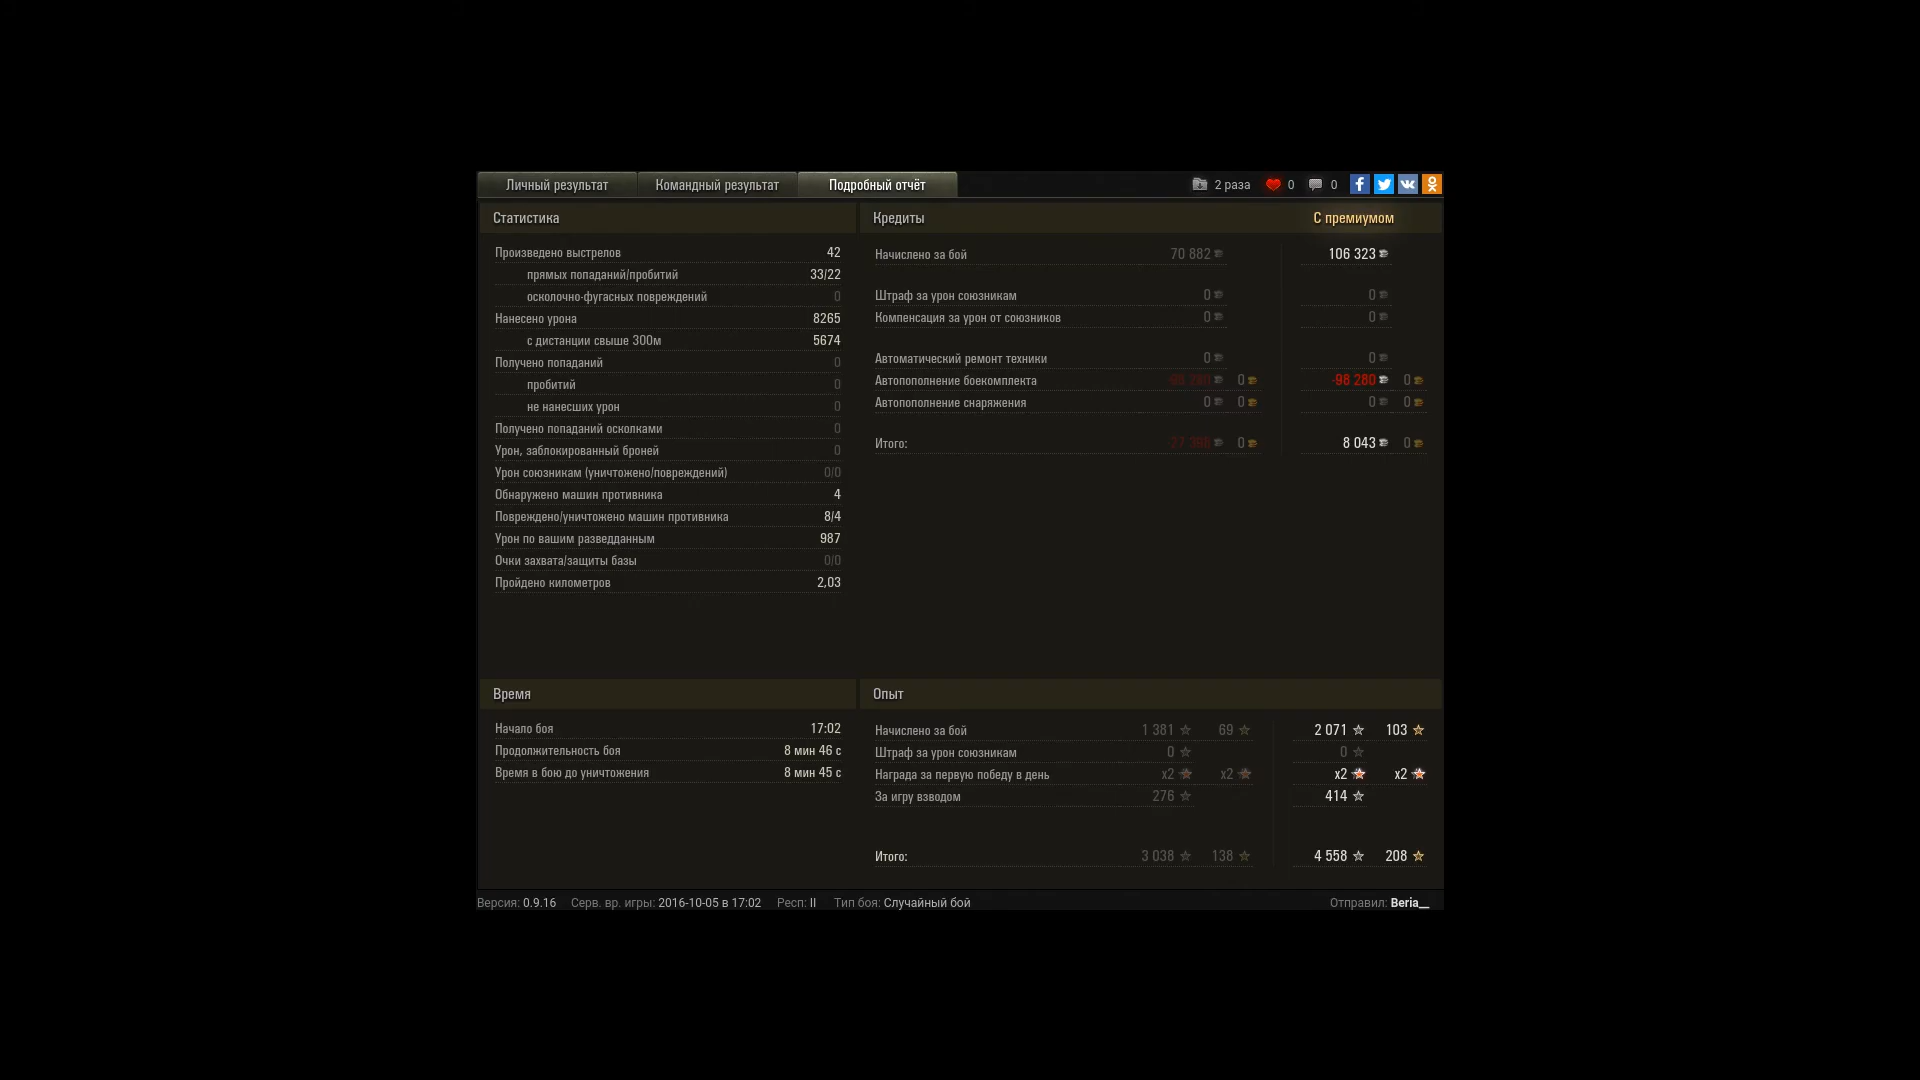 Личный результат Командный результат Подробный отчёт 2 раза 0 0
Статистика
Произведено выстрелов 42
прямых попаданий/пробитий 33/22
осколочно-фугасных повреждений 0
Нанесено урона 8265
с дистанции свыше 300м 5674
Получено попаданий 0
пробитий 0
не нанесших урон 0
Получено попаданий осколками 0
Урон, заблокированный броней 0
Урон союзникам (уничтожено/повреждений) 0/0
Обнаружено машин противника 4
Повреждено/уничтожено машин противника 8/4
Урон по вашим разведданным 987
Очки захвата/защиты базы 0/0
Пройдено километров 2,03
Кредиты С премиумом
Начислено за бой 70 882 106 323
Штраф за урон союзникам 0 0
Компенсация за урон от союзников 0 0
Автоматический ремонт техники 0 0
Автопополнение боекомплекта -98 280 0 -98 280 0
Автопополнение снаряжения 0 0 0 0
Итого: -27 398 0 8 043 0
Время
Начало боя 17:02
Продолжительность боя 8 мин 46 с
Время в бою до уничтожения 8 мин 45 с
Опыт
Начислено за бой 1 381 69 2 071 103
Штраф за урон союзникам 0 0
Награда за первую победу в день x2 x2 x2 x2
За игру взводом 276 414
Итого: 3 038 138 4 558 208
Версия: 0.9.16 Серв. вр. игры: 2016-10-05 в 17:02 Респ: II Тип боя: Случайный бой Отправил: Beria__